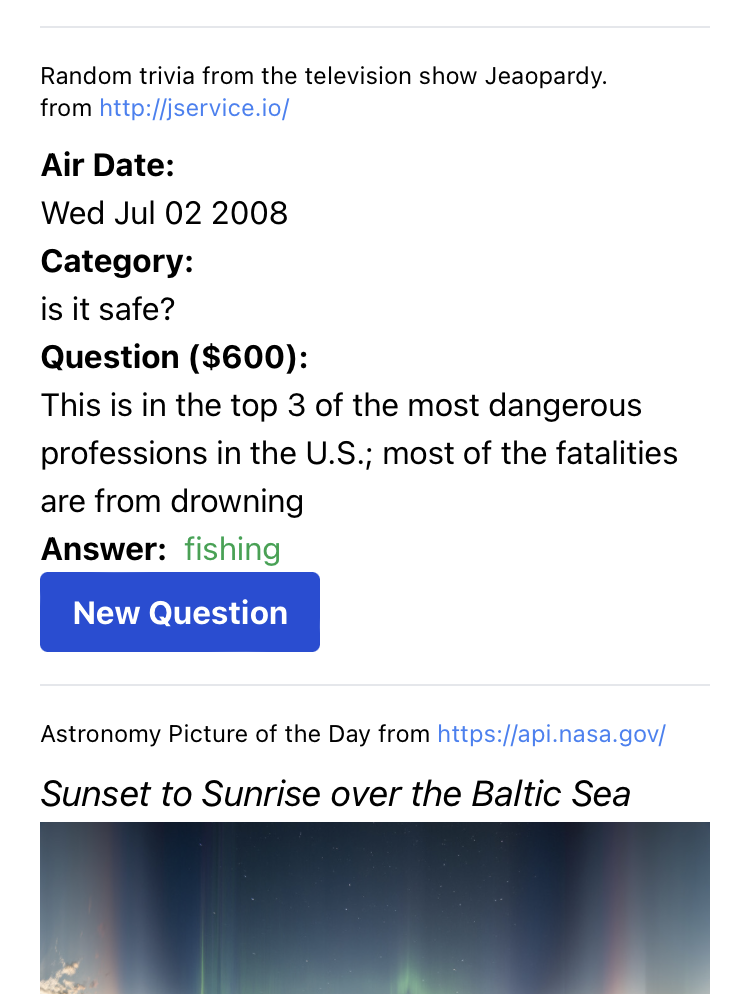 Random trivia from the television show Jeaopardy.
from http://jservice.io/
Air Date:
Wed Jul 02 2008
Category:
is it safe?
Question ($600):
This is in the top 3 of the most dangerous
professions in the U.S.; most of the fatalities
are from drowning
Answer: fishing
New Question
Astronomy Picture of the Day from https://api.nasa.gov/
Sunset to Sunrise over the Baltic Sea